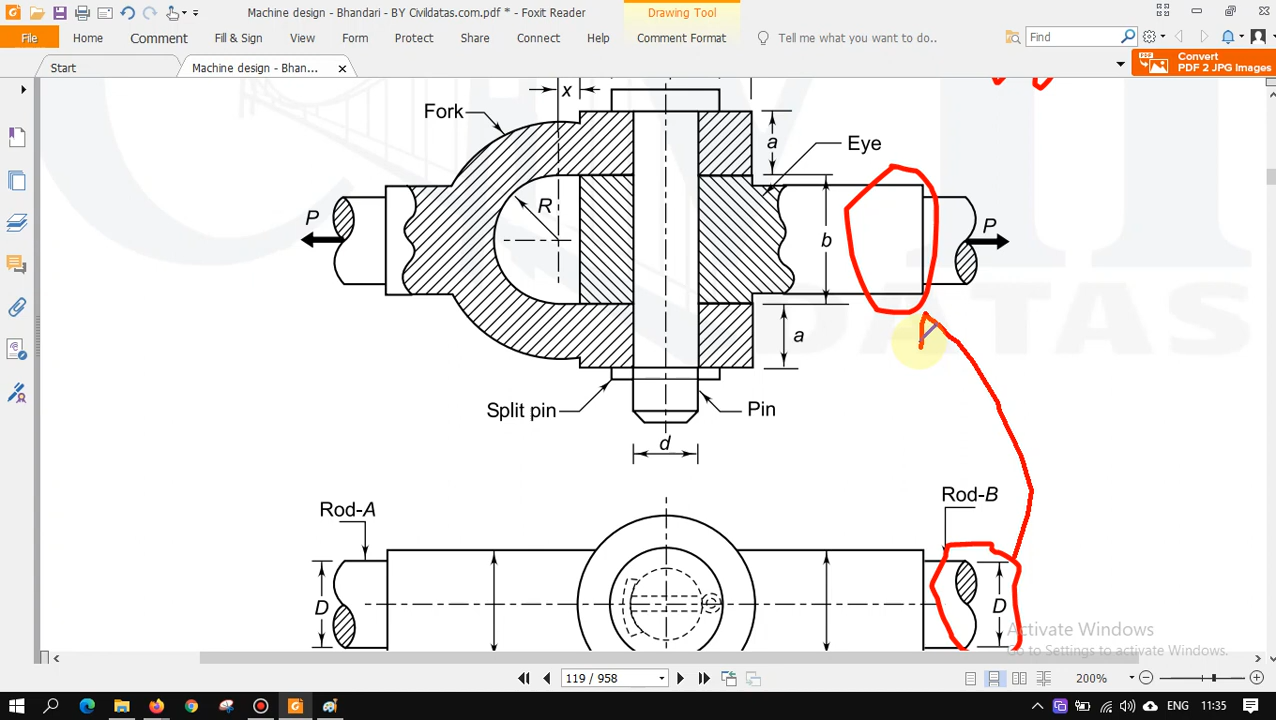 Machine design - Bhandari - BY Civildatas.com.pdf * - Foxit Reader
Drawing Tool
File Home Comment Fill & Sign View Form Protect Share Connect Help Comment Format Tell me what you want to do.. Find
Convert
PDF 2 JPG Images
Start
Machine design - Bhan...
x
Fork
a
Eye
R
P
P
b
a
Split pin
Pin
d
Rod-A
Rod-B
D
D
DATAS
Activate Windows
Go to Settings to activate Windows.
119 / 958
200%
ENG 11:35